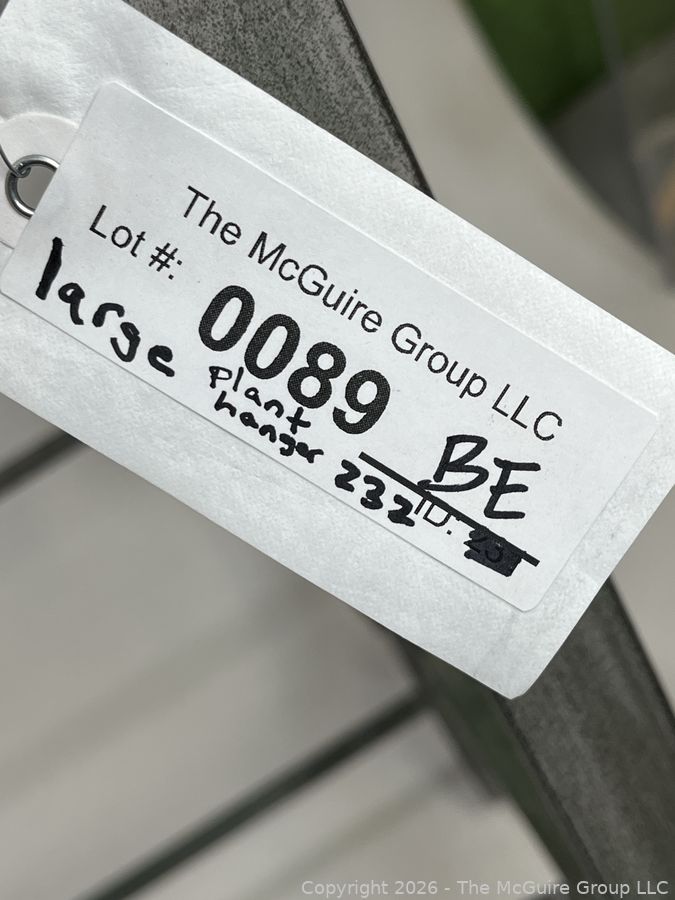 The McGuire Group LLC
Lot #: 0089
large plant
hanger
BE
232
ID:
Copyright 2026 - The McGuire Group LLC